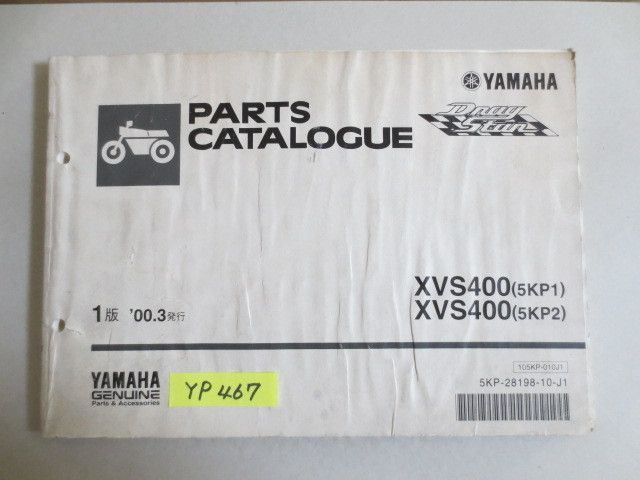 YAMAHA
PARTS
CATALOGUE
Drag
Star
XVS400(5KP1)
XVS400(5KP2)
1版 '00.3発行
105KP-010J1
5KP-28198-10-J1
YAMAHA
GENUINE
Parts & Accessories
YP467